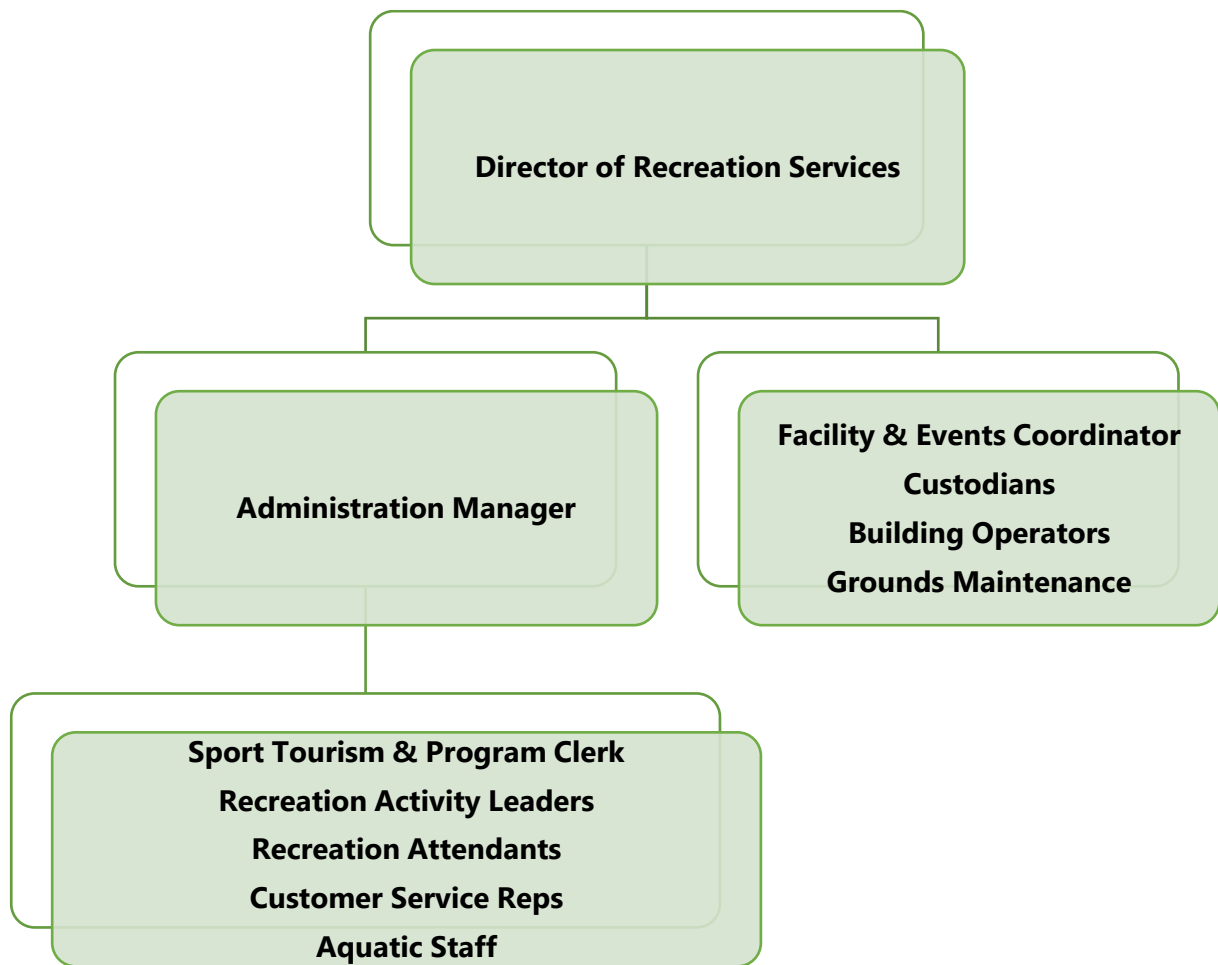 Director of Recreation Services
Administration Manager
Facility & Events Coordinator
Custodians
Building Operators
Grounds Maintenance
Sport Tourism & Program Clerk
Recreation Activity Leaders
Recreation Attendants
Customer Service Reps
Aquatic Staff